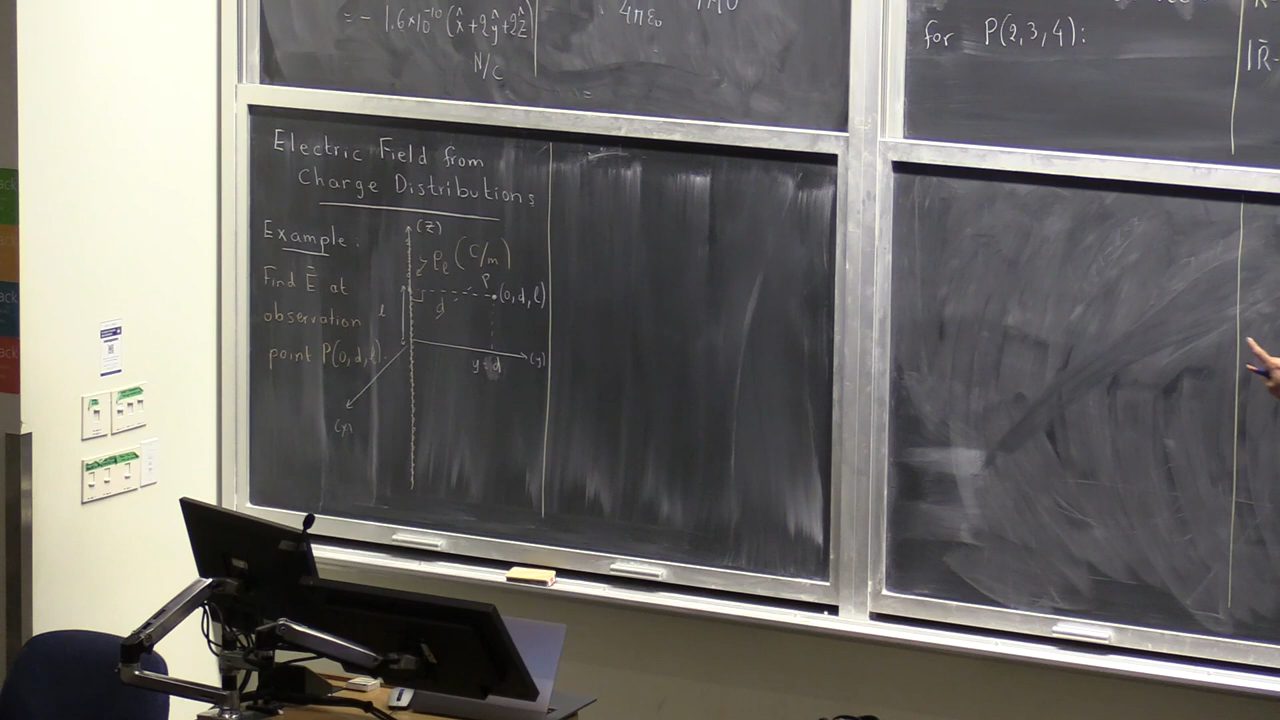 = - 1.6×10⁻¹⁰ (x̂+2ŷ+2ẑ)
N/C
4πε₀
for P(2,3,4):
|R̄-
Electric Field from
Charge Distributions
Example:
Find Ē at
observation
point P(0,d,l).
(z)
ρℓ (C/m)
P
(0,d,l)
d
l
(y)
y=d
(x)